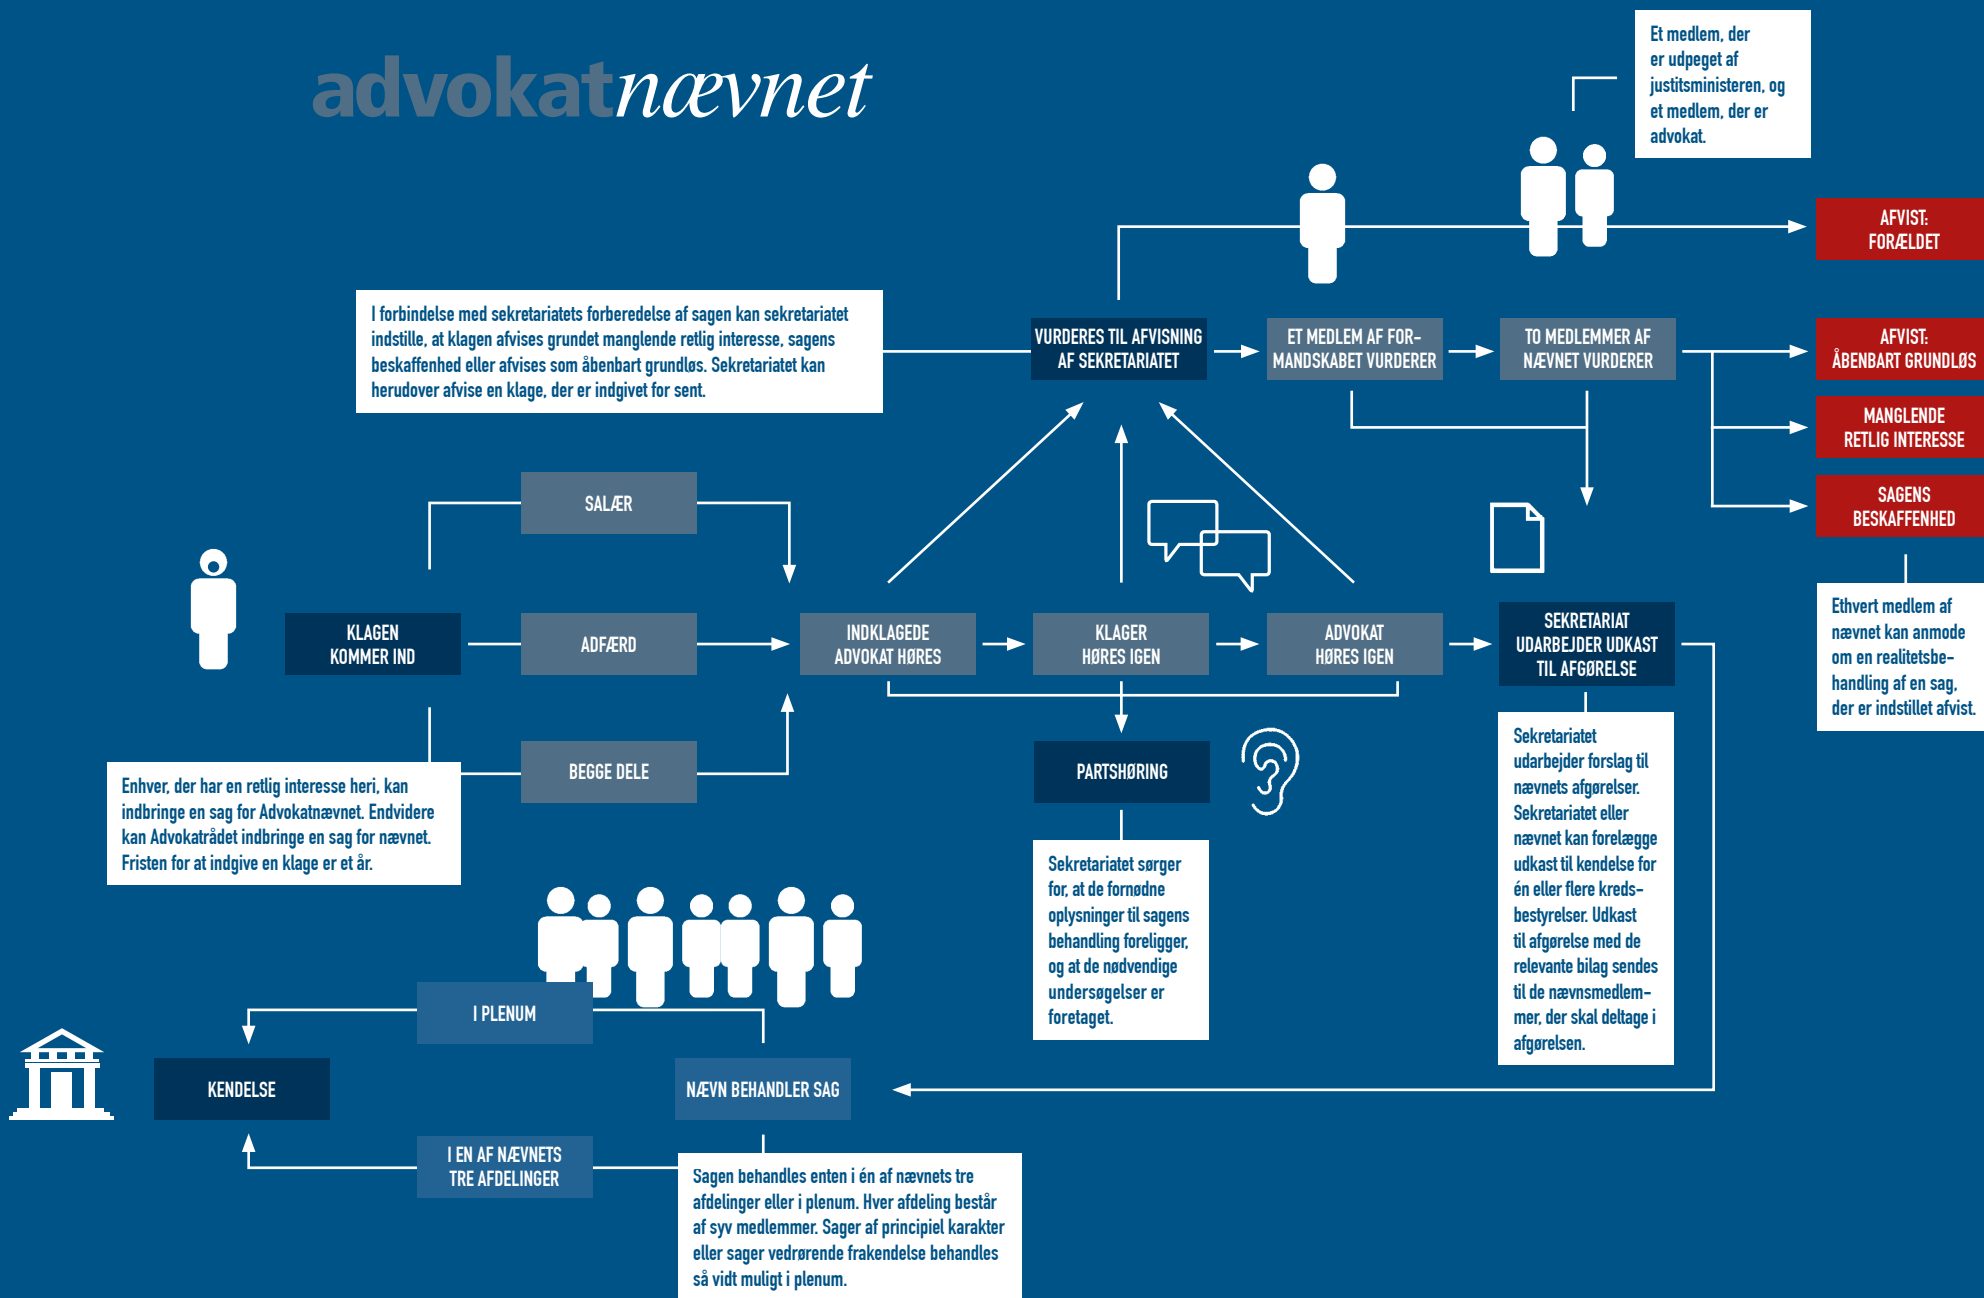 advokatnævnet
Et medlem, der
er udpeget af
justitsministeren, og
et medlem, der er
advokat.
AFVIST:
FORÆLDET
I forbindelse med sekretariatets forberedelse af sagen kan sekretariatet
indstille, at klagen afvises grundet manglende retlig interesse, sagens
beskaffenhed eller afvises som åbenbart grundløs. Sekretariatet kan
herudover afvise en klage, der er indgivet for sent.
VURDERES TIL AFVISNING
AF SEKRETARIATET
ET MEDLEM AF FOR-
MANDSKABET VURDERER
TO MEDLEMMER AF
NÆVNET VURDERER
AFVIST:
ÅBENBART GRUNDLØS
MANGLENDE
RETLIG INTERESSE
SAGENS
BESKAFFENHED
Ethvert medlem af
nævnet kan anmode
om en realitetsbe-
handling af en sag,
der er indstillet afvist.
SALÆR
KLAGEN
KOMMER IND
ADFÆRD
BEGGE DELE
INDKLAGEDE
ADVOKAT HØRES
KLAGER
HØRES IGEN
ADVOKAT
HØRES IGEN
SEKRETARIAT
UDARBEJDER UDKAST
TIL AFGØRELSE
Enhver, der har en retlig interesse heri, kan
indbringe en sag for Advokatnævnet. Endvidere
kan Advokatrådet indbringe en sag for nævnet.
Fristen for at indgive en klage er et år.
PARTSHØRING
Sekretariatet sørger
for, at de fornødne
oplysninger til sagens
behandling foreligger,
og at de nødvendige
undersøgelser er
foretaget.
Sekretariatet
udarbejder forslag til
nævnets afgørelser.
Sekretariatet eller
nævnet kan forelægge
udkast til kendelse for
én eller flere kreds-
bestyrelser. Udkast
til afgørelse med de
relevante bilag sendes
til de nævnsmedlem-
mer, der skal deltage i
afgørelsen.
I PLENUM
KENDELSE
NÆVN BEHANDLER SAG
I EN AF NÆVNETS
TRE AFDELINGER
Sagen behandles enten i én af nævnets tre
afdelinger eller i plenum. Hver afdeling består
af syv medlemmer. Sager af principiel karakter
eller sager vedrørende frakendelse behandles
så vidt muligt i plenum.